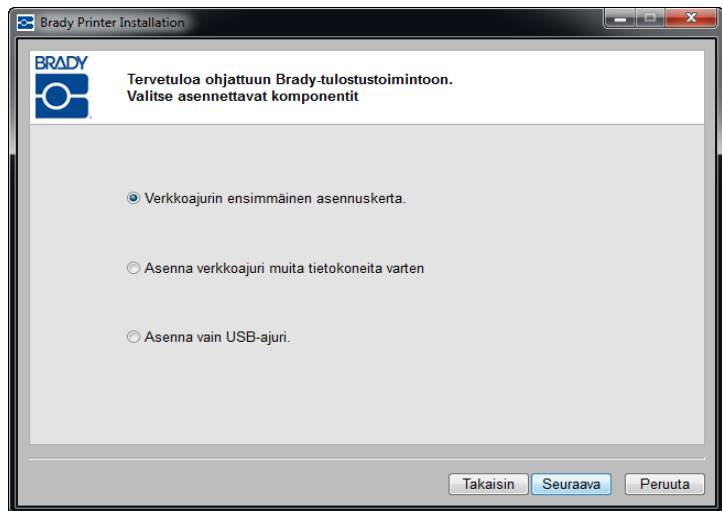 Brady Printer Installation
BRADY
Tervetuloa ohjattuun Brady-tulostustoimintoon.
Valitse asennettavat komponentit
Verkkoajurin ensimmäinen asennuskerta.
Asenna verkkoajuri muita tietokoneita varten
Asenna vain USB-ajuri.
Takaisin Seuraava Peruuta